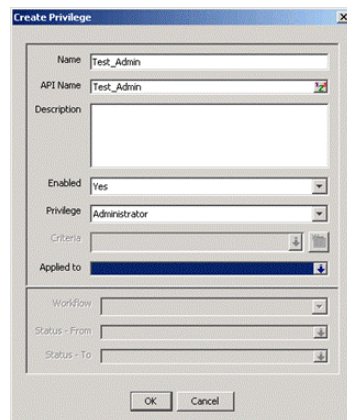 Create Privilege
Name Test_Admin
API Name Test_Admin
Description
Enabled Yes
Privilege Administrator
Criteria
Applied to
Workflow
Status - From
Status - To
OK Cancel